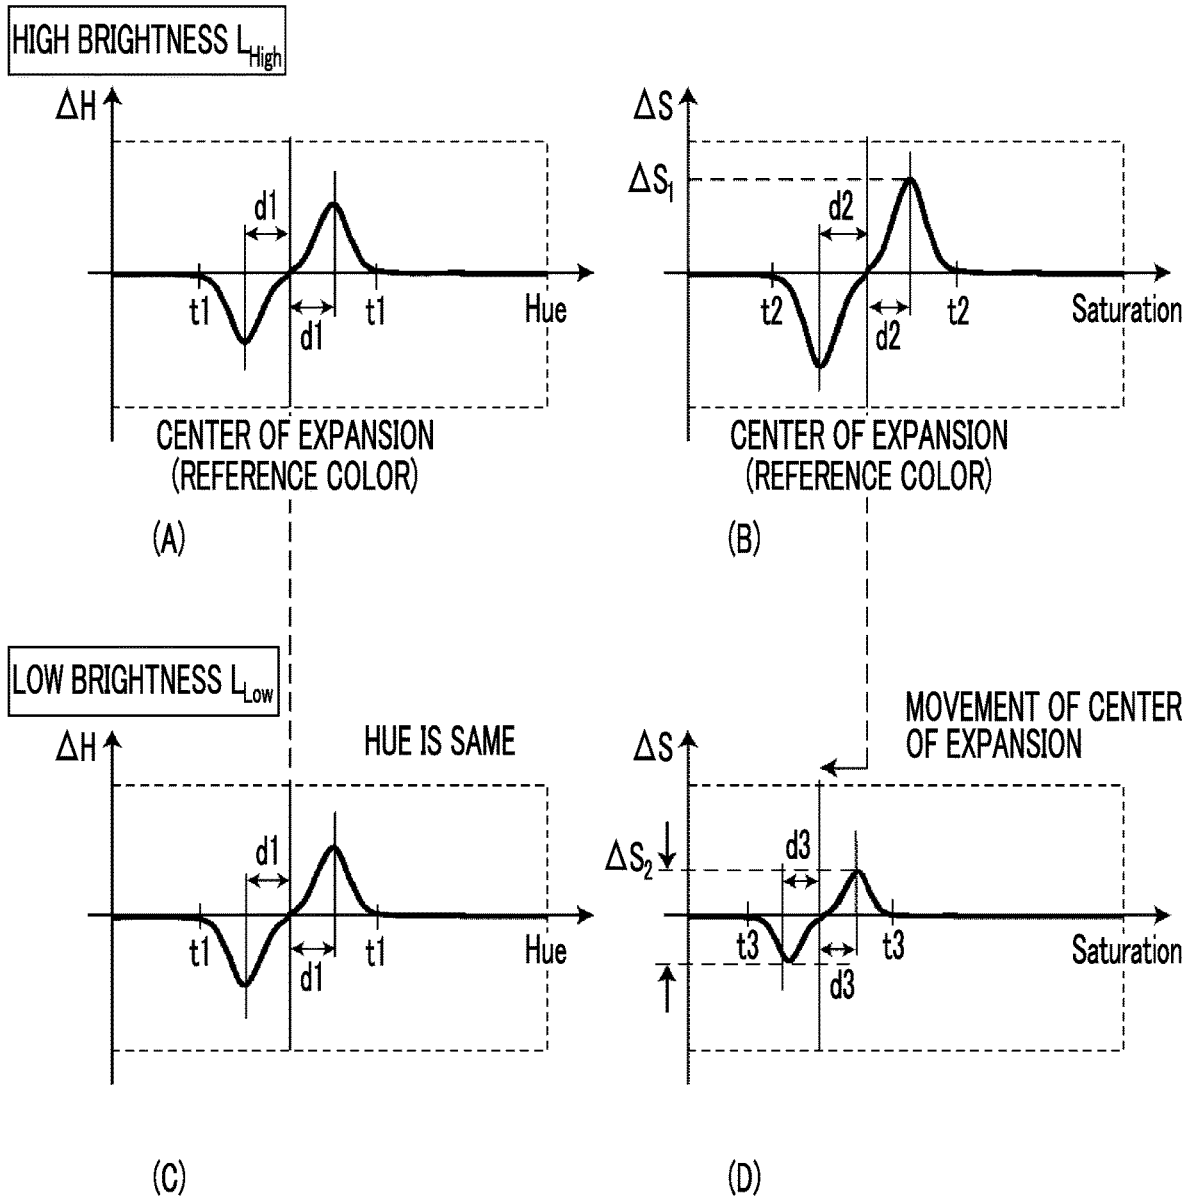 HIGH BRIGHTNESS L_High
ΔH
d1
t1
d1
t1
Hue
CENTER OF EXPANSION
(REFERENCE COLOR)
(A)
ΔS
ΔS1
d2
t2
d2
t2
Saturation
CENTER OF EXPANSION
(REFERENCE COLOR)
(B)
LOW BRIGHTNESS L_Low
HUE IS SAME
ΔH
d1
t1
d1
t1
Hue
(C)
MOVEMENT OF CENTER
OF EXPANSION
ΔS
ΔS2
d3
t3
d3
t3
Saturation
(D)